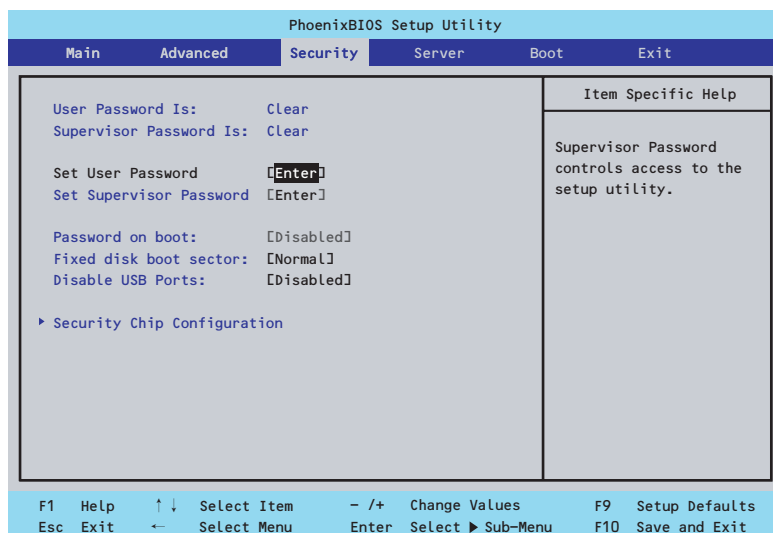 PhoenixBIOS Setup Utility
Main Advanced Security Server Boot Exit
User Password Is: Clear
Supervisor Password Is: Clear
Set User Password [Enter]
Set Supervisor Password [Enter]
Password on boot: [Disabled]
Fixed disk boot sector: [Normal]
Disable USB Ports: [Disabled]
▶ Security Chip Configuration
Item Specific Help
Supervisor Password
controls access to the
setup utility.
F1 Help ↑↓ Select Item - /+ Change Values F9 Setup Defaults
Esc Exit ← Select Menu Enter Select ▶ Sub-Menu F10 Save and Exit